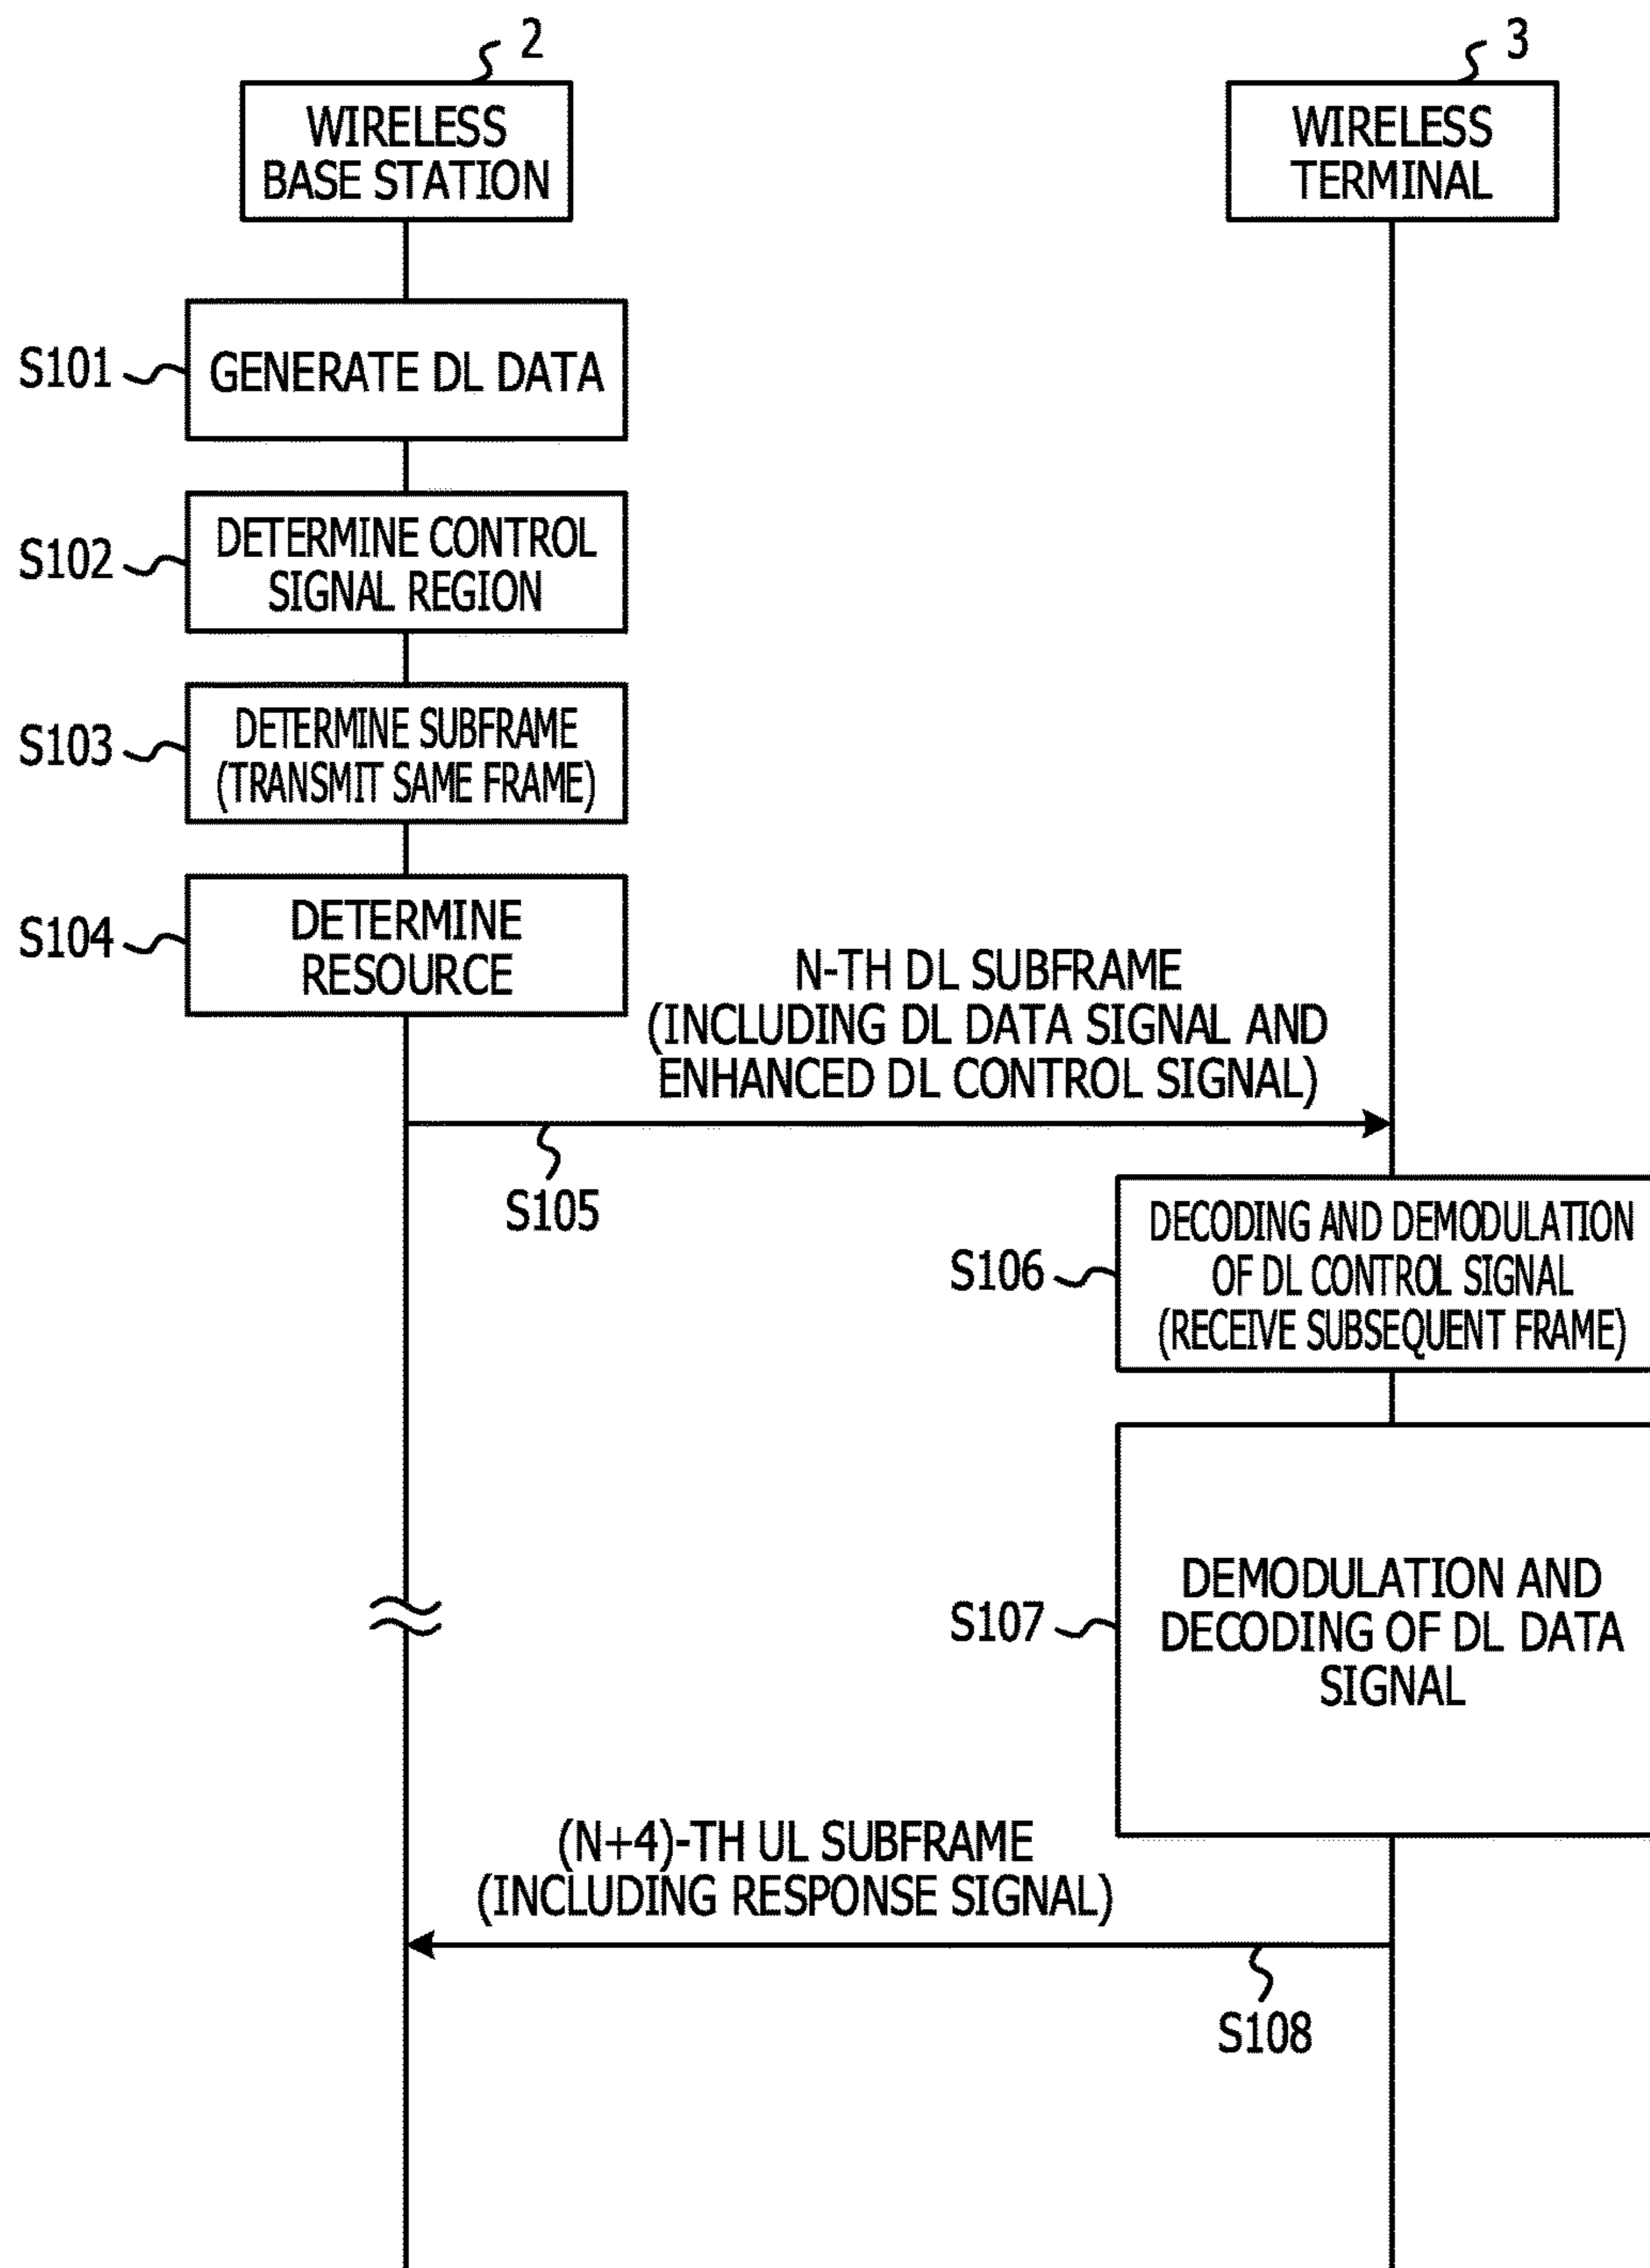 2
3
WIRELESS
BASE STATION
WIRELESS
TERMINAL
S101
GENERATE DL DATA
S102
DETERMINE CONTROL
SIGNAL REGION
S103
DETERMINE SUBFRAME
(TRANSMIT SAME FRAME)
S104
DETERMINE
RESOURCE
N-TH DL SUBFRAME
(INCLUDING DL DATA SIGNAL AND
ENHANCED DL CONTROL SIGNAL)
S105
S106
DECODING AND DEMODULATION
OF DL CONTROL SIGNAL
(RECEIVE SUBSEQUENT FRAME)
S107
DEMODULATION AND
DECODING OF DL DATA
SIGNAL
(N+4)-TH UL SUBFRAME
(INCLUDING RESPONSE SIGNAL)
S108